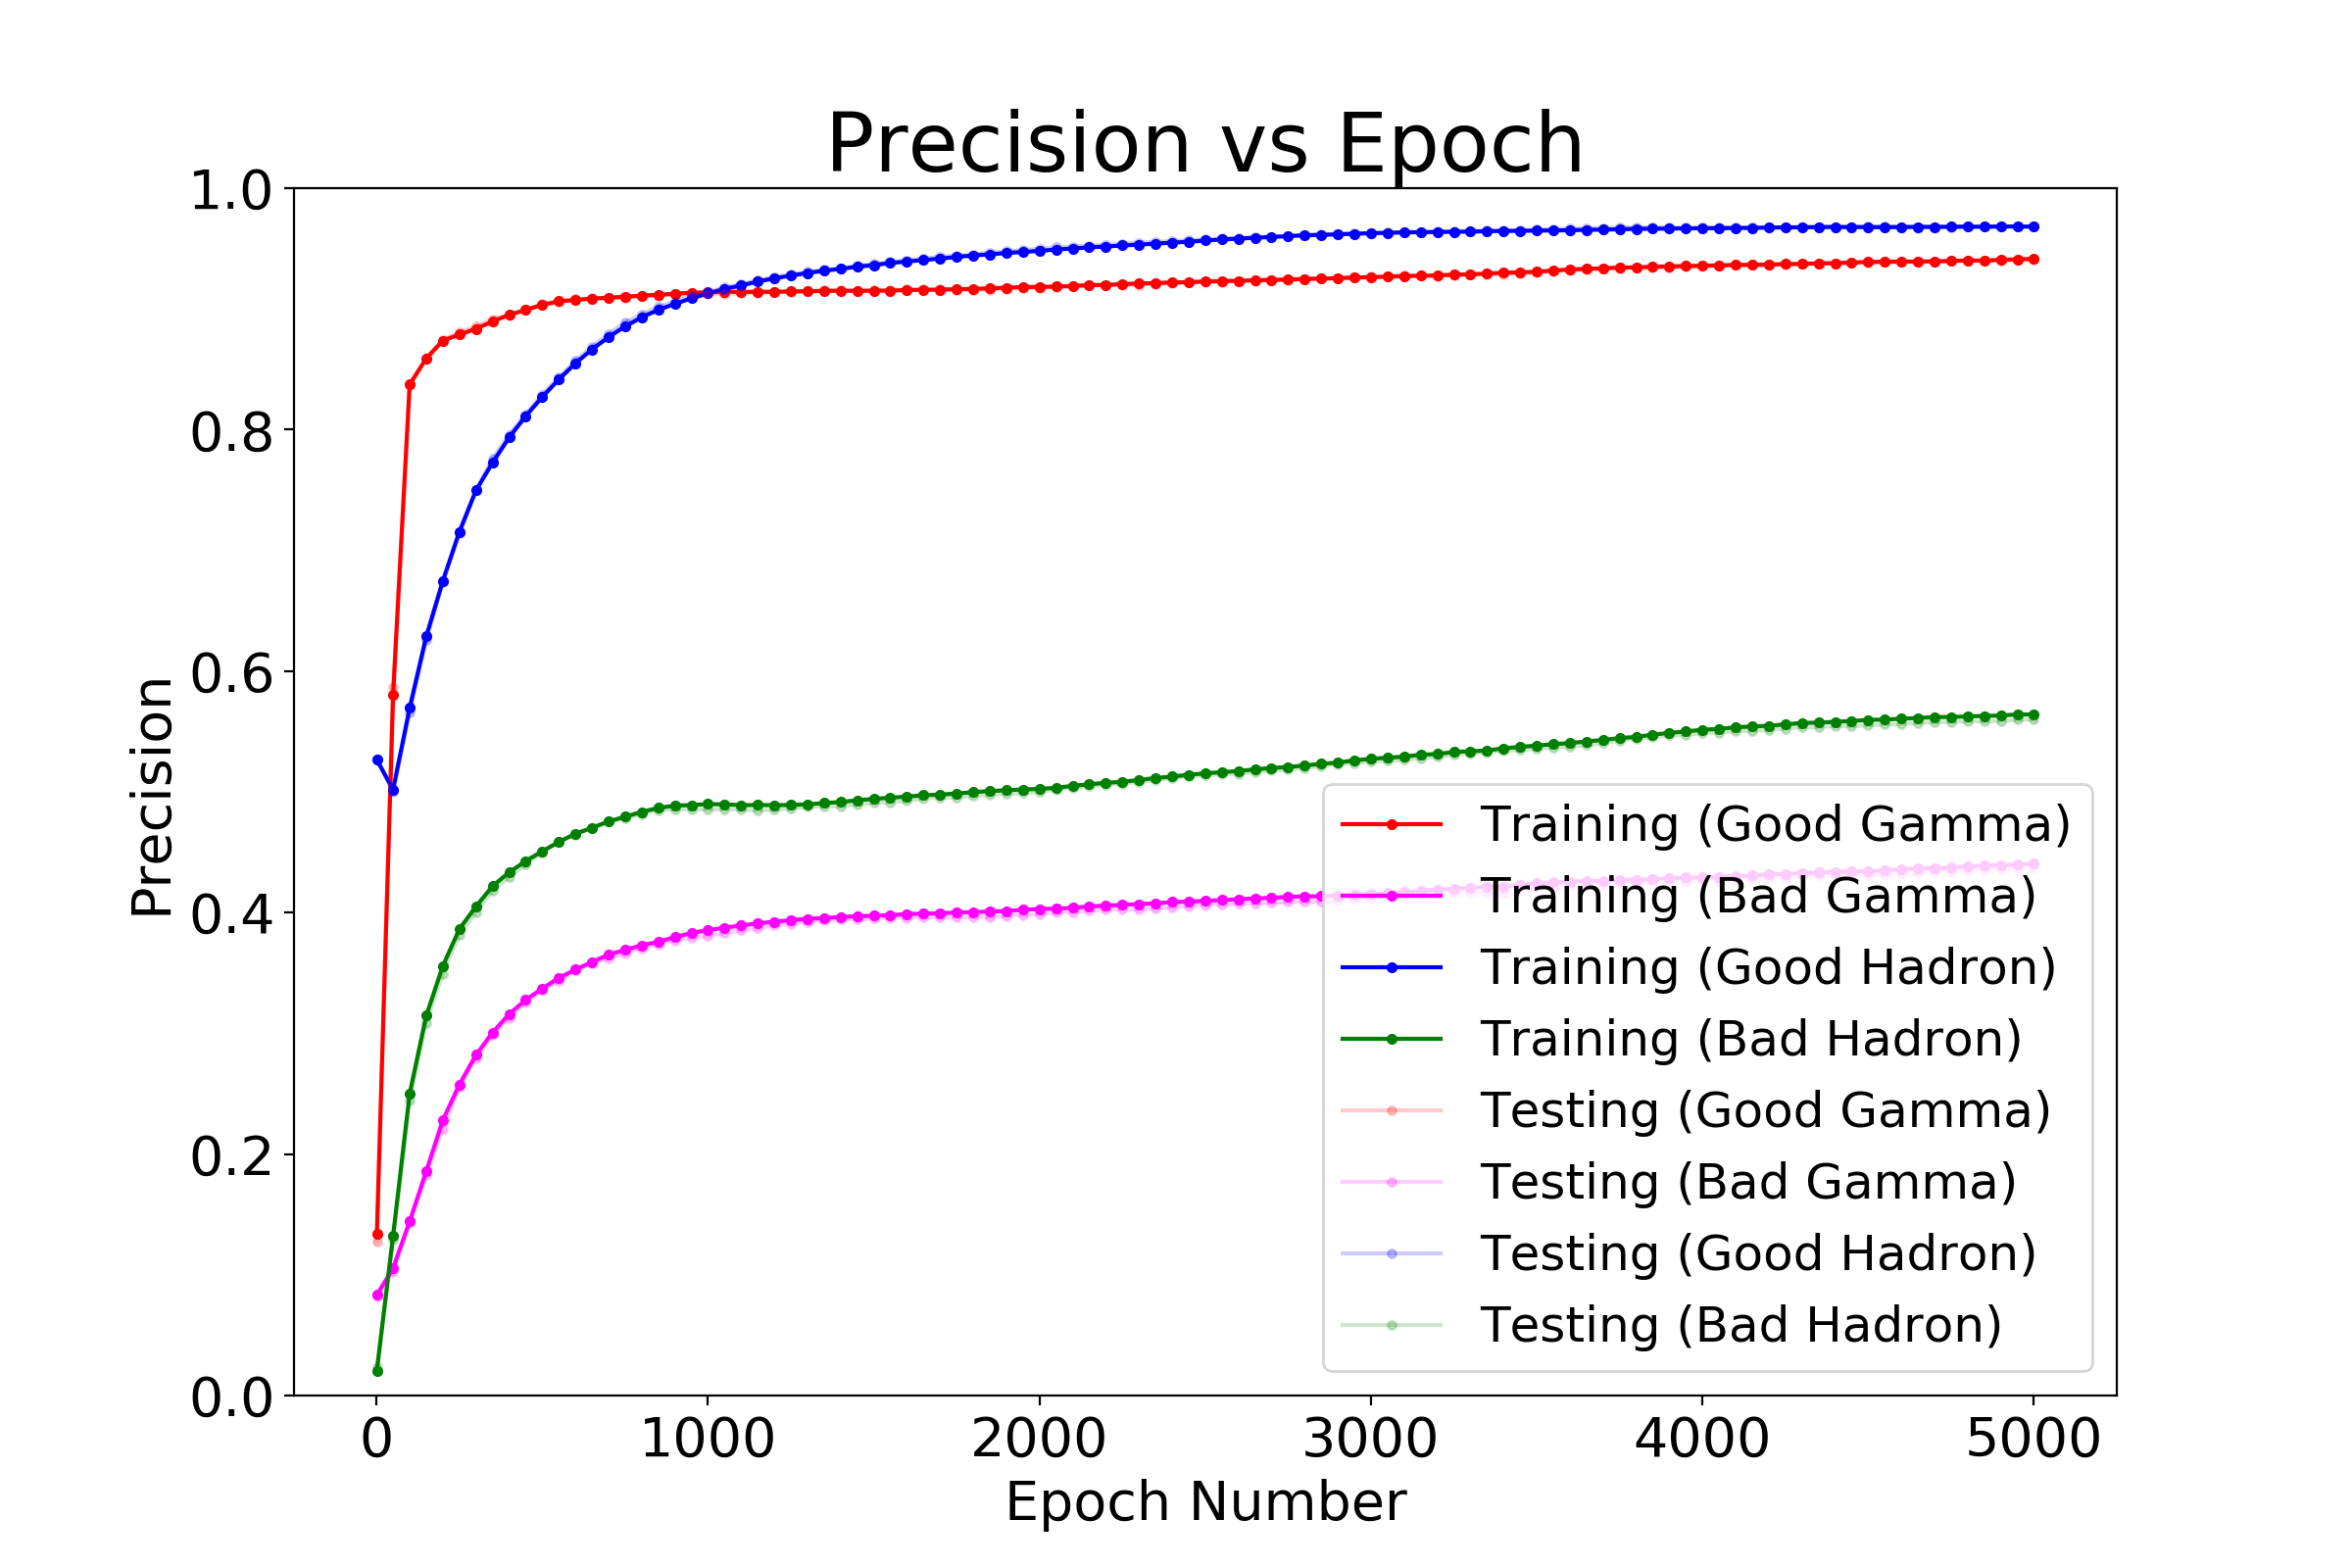 Precision vs Epoch
1.0
0.8
0.6
0.4
0.2
0.0
Precision
0 1000 2000 3000 4000 5000
Epoch Number
Training (Good Gamma)
Training (Bad Gamma)
Training (Good Hadron)
Training (Bad Hadron)
Testing (Good Gamma)
Testing (Bad Gamma)
Testing (Good Hadron)
Testing (Bad Hadron)